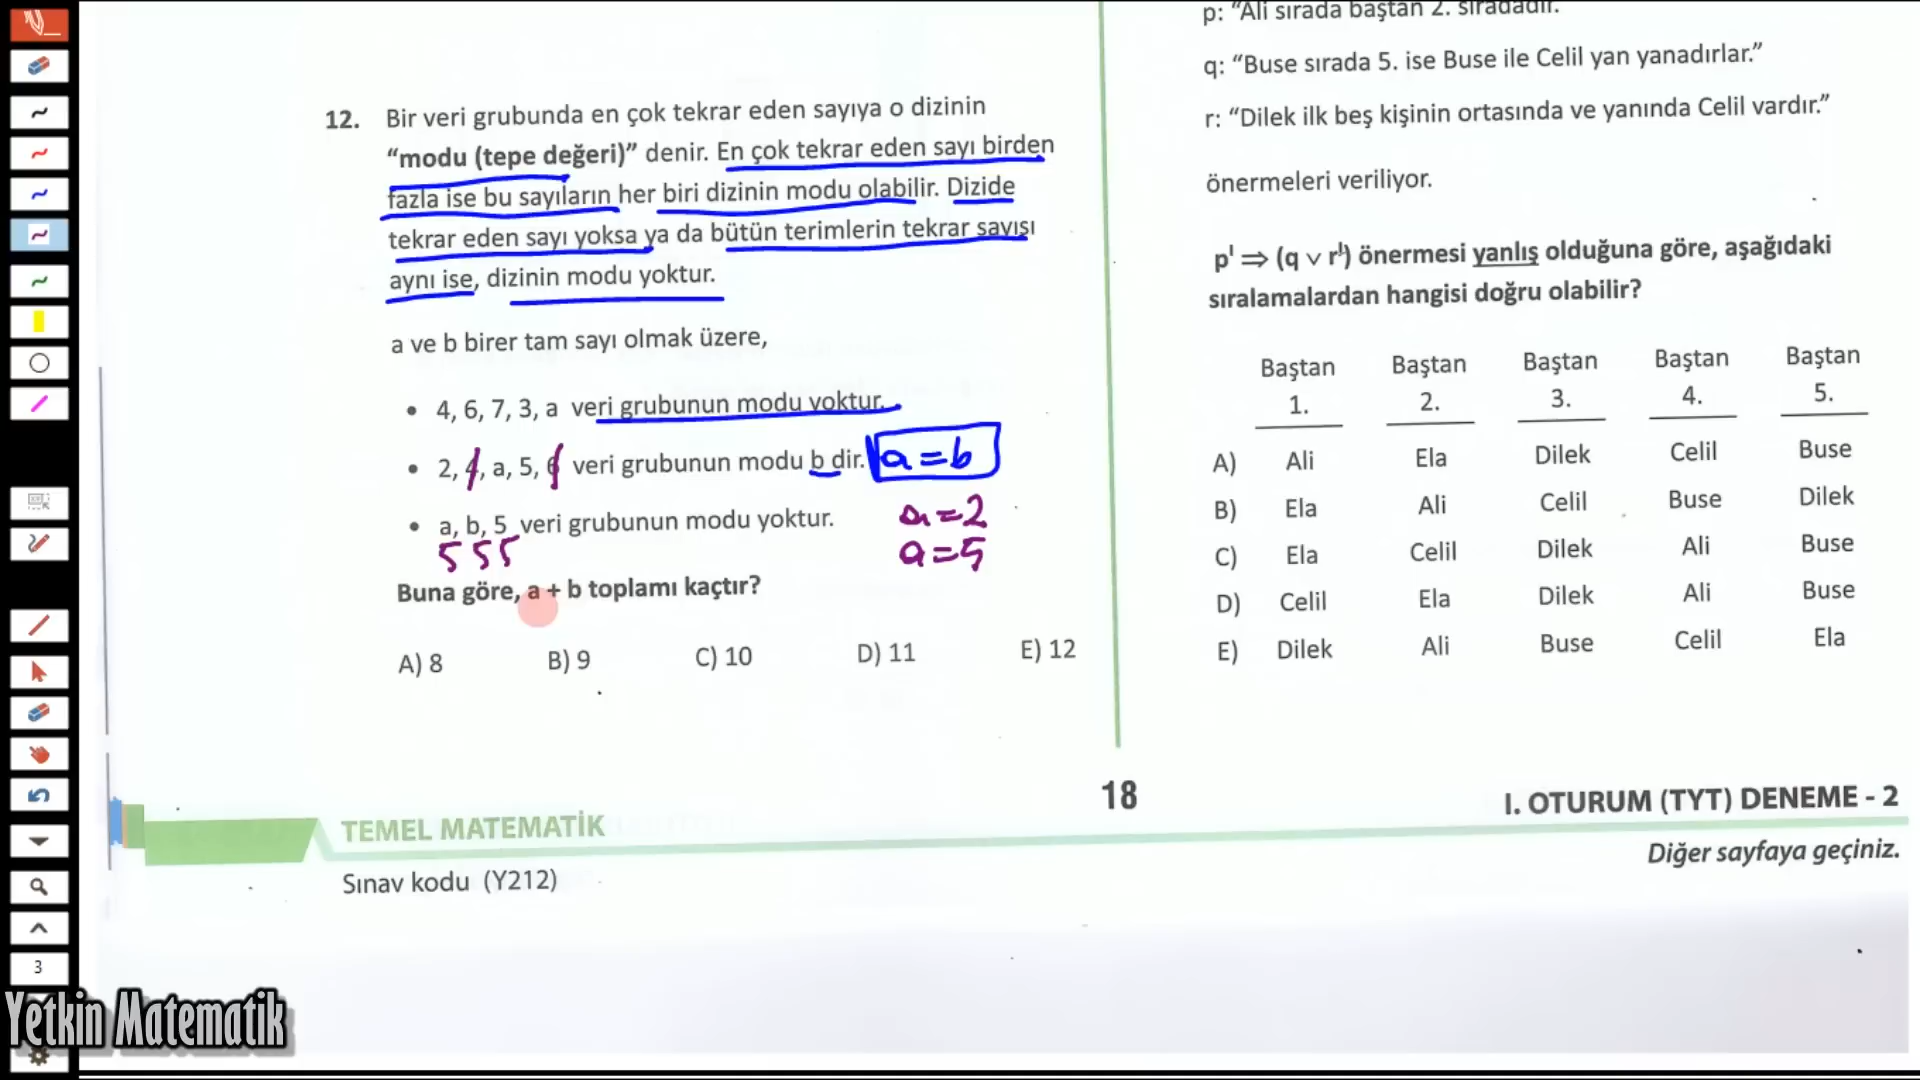 12. Bir veri grubunda en çok tekrar eden sayıya o dizinin
“modu (tepe değeri)” denir. En çok tekrar eden sayı birden
fazla ise bu sayıların her biri dizinin modu olabilir. Dizide
tekrar eden sayı yoksa ya da bütün terimlerin tekrar sayısı
aynı ise, dizinin modu yoktur.
a ve b birer tam sayı olmak üzere,
• 4, 6, 7, 3, a veri grubunun modu yoktur.
• 2, 4, a, 5, 6 veri grubunun modu b dir. a = b
• a, b, 5 veri grubunun modu yoktur. a = 2
5 5 5 a = 5
Buna göre, a + b toplamı kaçtır?
A) 8 B) 9 C) 10 D) 11 E) 12
p: “Ali sırada baştan 2. sıradadır.
q: “Buse sırada 5. ise Buse ile Celil yan yanadırlar.”
r: “Dilek ilk beş kişinin ortasında ve yanında Celil vardır.”
önermeleri veriliyor.
pᴵ ⇒ (q ∨ rᴵ) önermesi yanlış olduğuna göre, aşağıdaki
sıralamalardan hangisi doğru olabilir?
Baştan Baştan Baştan Baştan Baştan
1. 2. 3. 4. 5.
A) Ali Ela Dilek Celil Buse
B) Ela Ali Celil Buse Dilek
C) Ela Celil Dilek Ali Buse
D) Celil Ela Dilek Ali Buse
E) Dilek Ali Buse Celil Ela
18
TEMEL MATEMATİK
I. OTURUM (TYT) DENEME - 2
Sınav kodu (Y212)
Diğer sayfaya geçiniz.
3
Yetkin Matematik